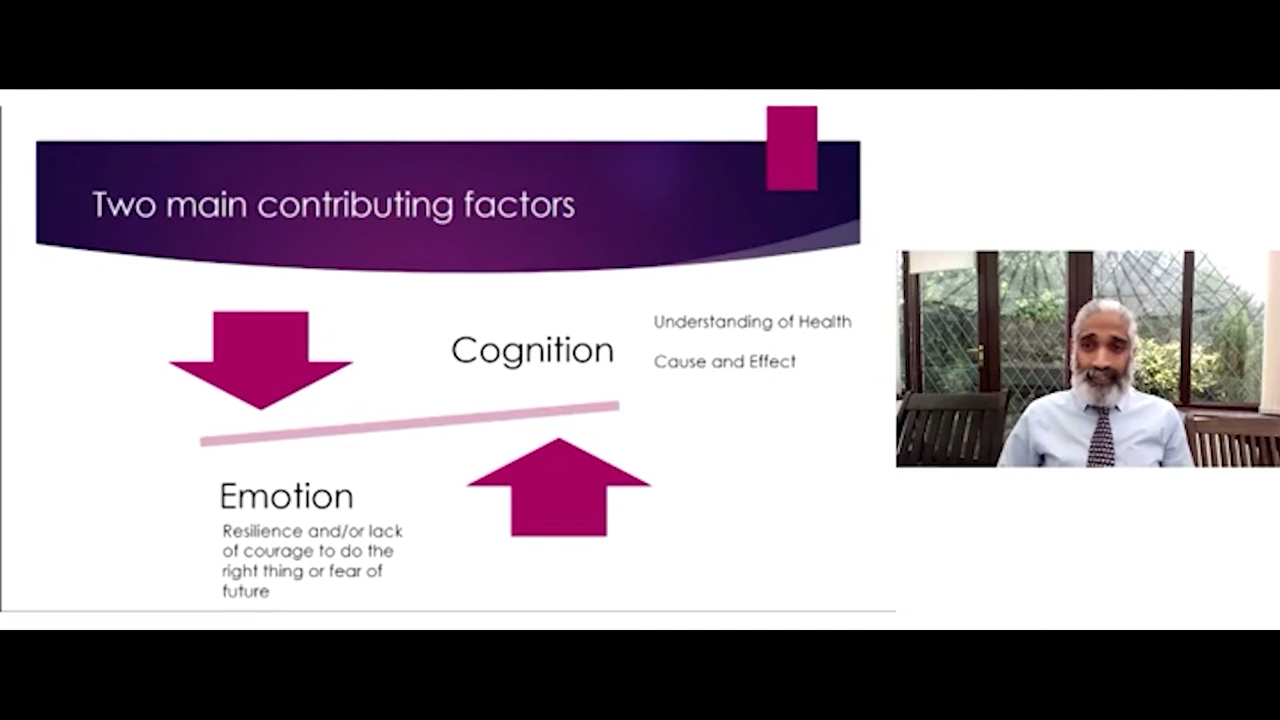 Two main contributing factors
Cognition
Understanding of Health
Cause and Effect
Emotion
Resilience and/or lack
of courage to do the
right thing or fear of
future